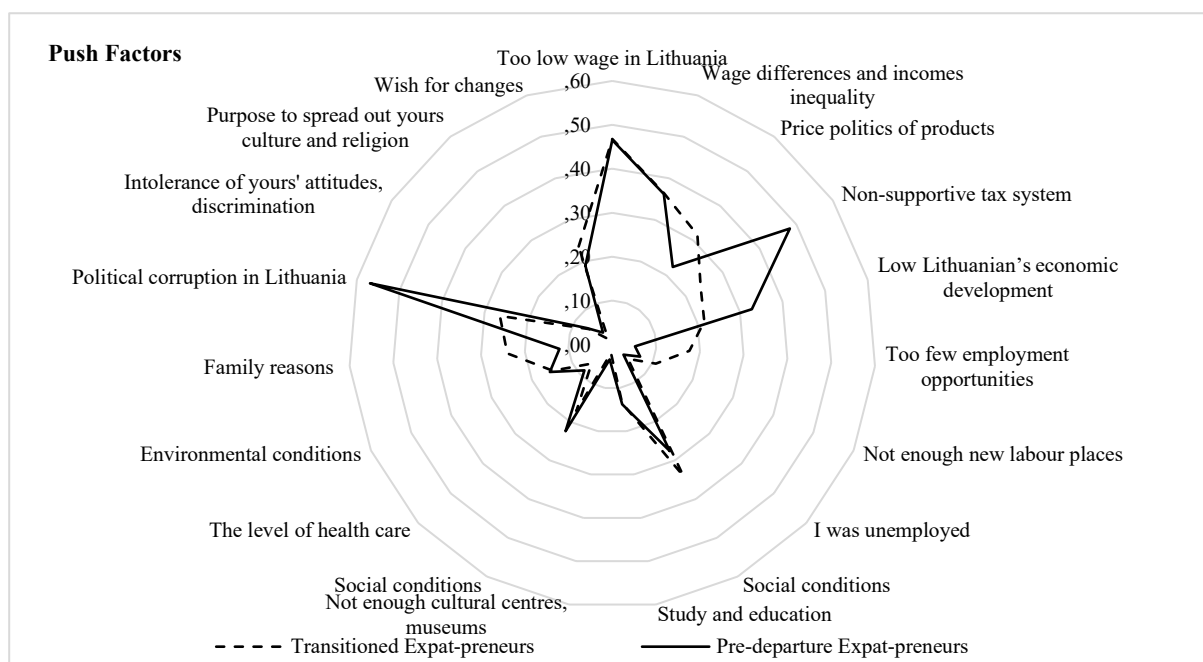 Push Factors
Too low wage in Lithuania
Wage differences and incomes
inequality
Price politics of products
Non-supportive tax system
Low Lithuanian’s economic
development
Too few employment
opportunities
Not enough new labour places
I was unemployed
Social conditions
Study and education
Not enough cultural centres,
museums
Social conditions
The level of health care
Environmental conditions
Family reasons
Political corruption in Lithuania
Intolerance of yours' attitudes,
discrimination
Purpose to spread out yours
culture and religion
Wish for changes
,60
,50
,40
,30
,20
,10
,00
Transitioned Expat-preneurs
Pre-departure Expat-preneurs